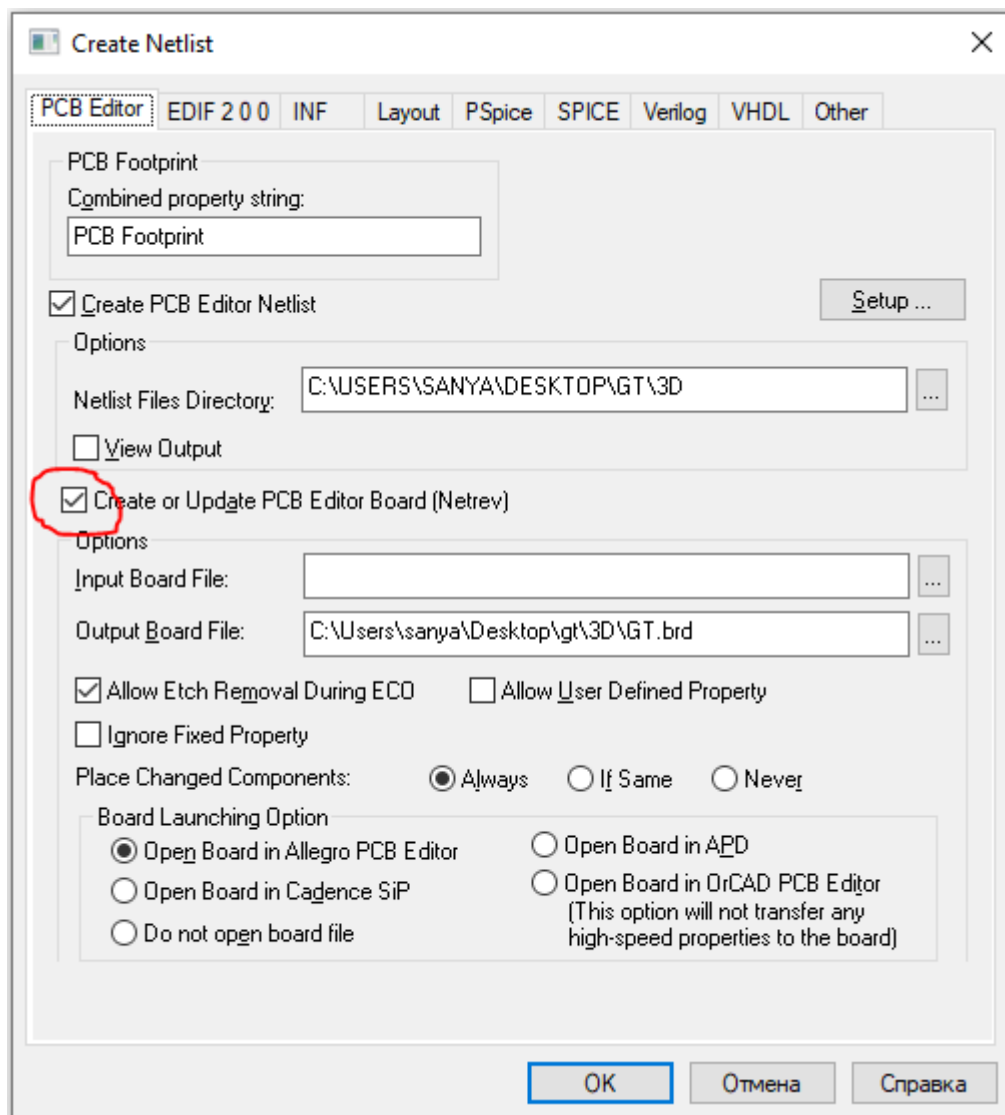 Create Netlist
PCB Editor EDIF 2 0 0 INF Layout PSpice SPICE Verilog VHDL Other
PCB Footprint
Combined property string:
PCB Footprint
Create PCB Editor Netlist
Setup ...
Options
Netlist Files Directory:
C:\USERS\SANYA\DESKTOP\GT\3D
...
View Output
Create or Update PCB Editor Board (Netrev)
Options
Input Board File:
...
Output Board File:
C:\Users\sanya\Desktop\gt\3D\GT.brd
...
Allow Etch Removal During ECO
Allow User Defined Property
Ignore Fixed Property
Place Changed Components:
Always
If Same
Never
Board Launching Option
Open Board in Allegro PCB Editor
Open Board in APD
Open Board in Cadence SiP
Open Board in OrCAD PCB Editor
(This option will not transfer any
high-speed properties to the board)
Do not open board file
OK
Отмена
Справка